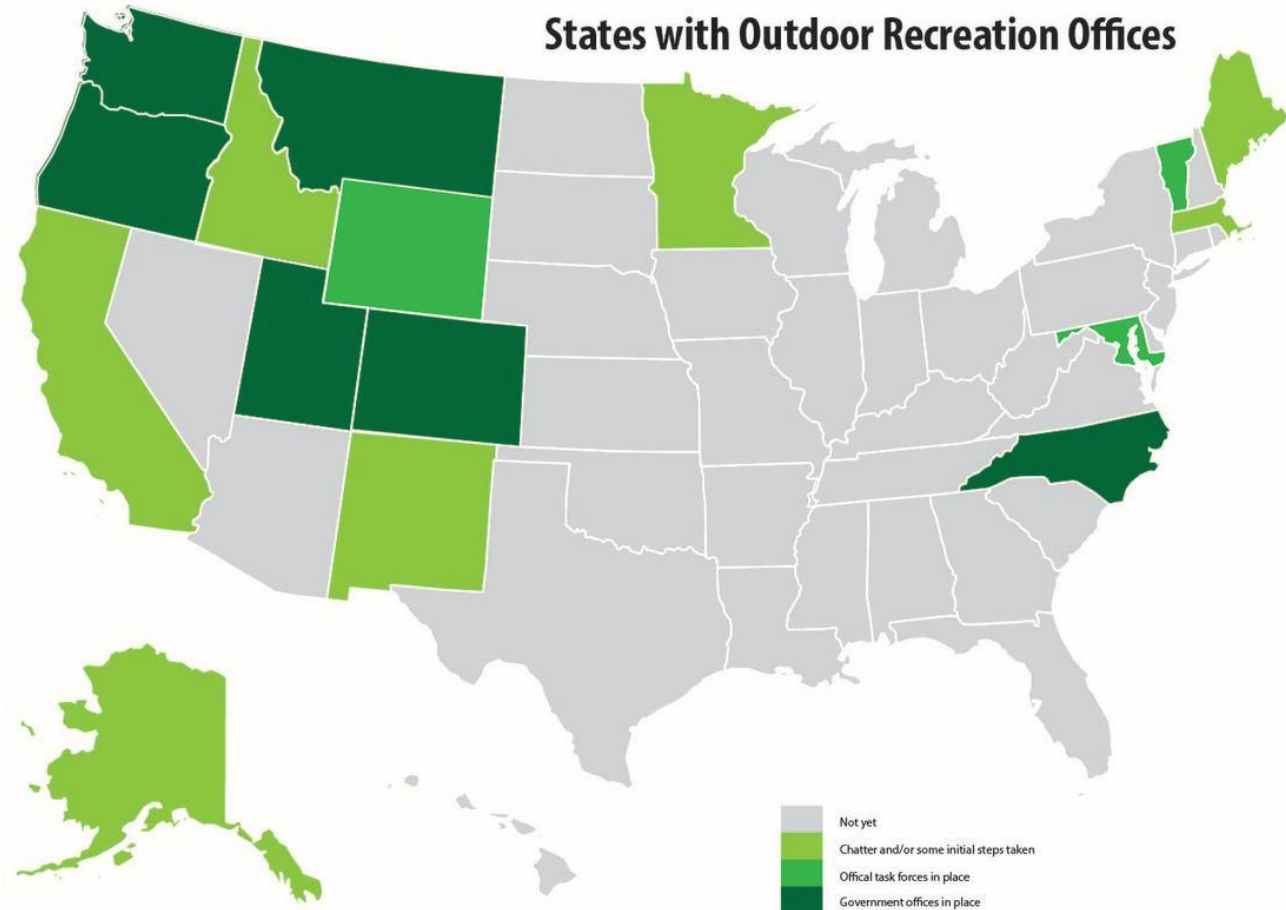 States with Outdoor Recreation Offices
Not yet
Chatter and/or some initial steps taken
Offical task forces in place
Government offices in place